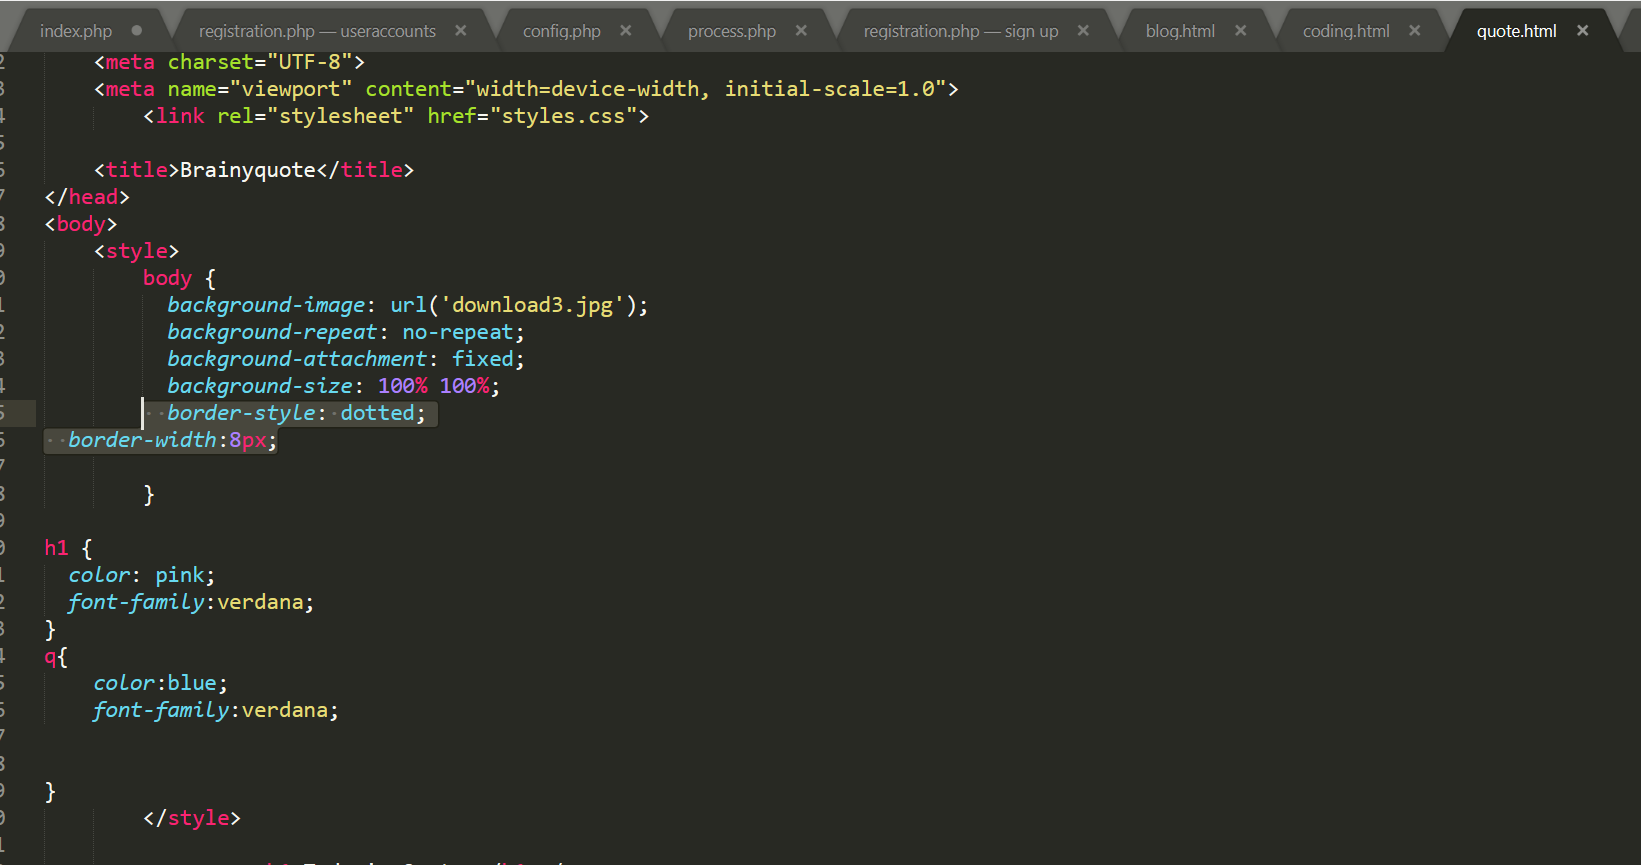 index.php registration.php — useraccounts config.php process.php registration.php — sign up blog.html coding.html quote.html
<meta charset="UTF-8">
<meta name="viewport" content="width=device-width, initial-scale=1.0">
<link rel="stylesheet" href="styles.css">
<title>Brainyquote</title>
</head>
<body>
<style>
body {
background-image: url('download3.jpg');
background-repeat: no-repeat;
background-attachment: fixed;
background-size: 100% 100%;
border-style: dotted;
border-width:8px;
}
h1 {
color: pink;
font-family:verdana;
}
q{
color:blue;
font-family:verdana;
}
</style>